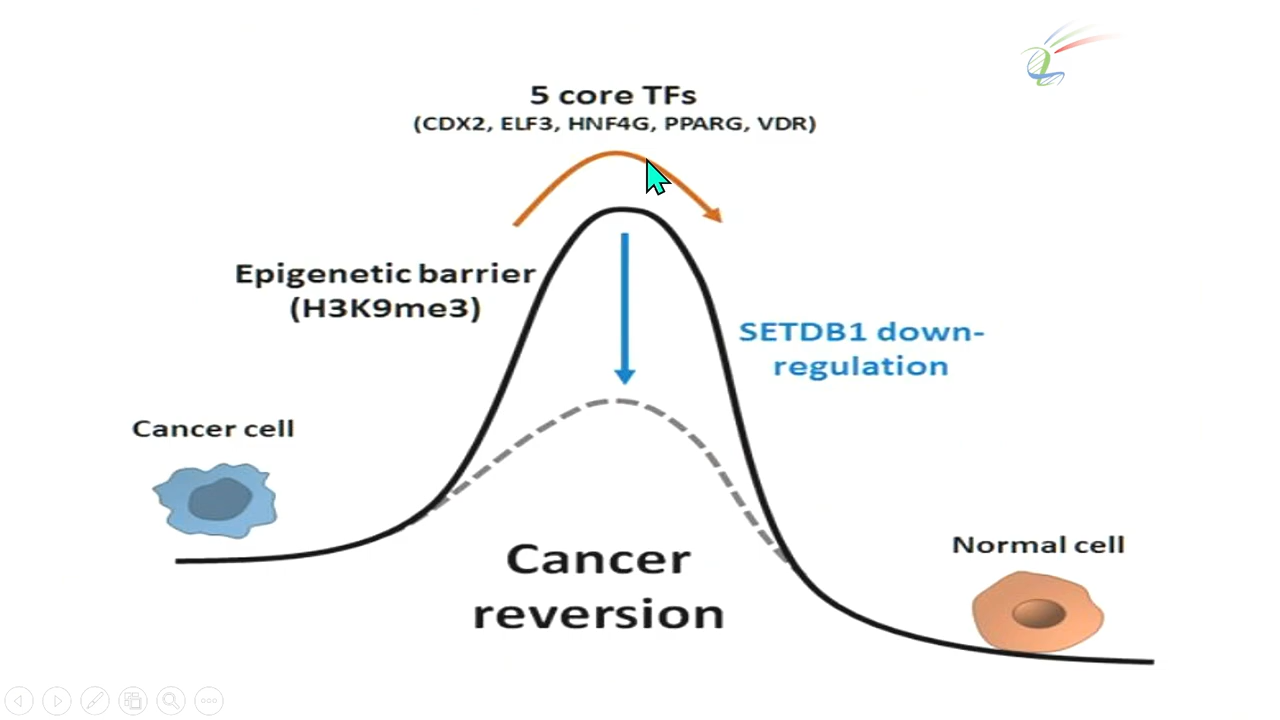 5 core TFs
(CDX2, ELF3, HNF4G, PPARG, VDR)
Epigenetic barrier
(H3K9me3)
SETDB1 down-
regulation
Cancer cell
Normal cell
Cancer
reversion